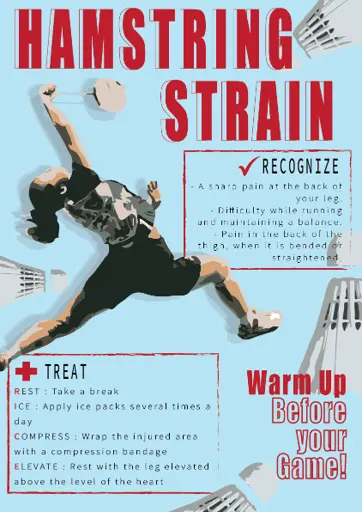 HAMSTRING
STRAIN
RECOGNIZE
- A sharp pain at the back of
your leg.
- Difficulty while running
and maintaining a balance.
- Pain in the back of the
thign, when it is bended or
straightened.
TREAT
REST : Take a break
ICE : Apply ice packs several times a
day
COMPRESS : Wrap the injured area
with a compression bandage
ELEVATE : Rest with the leg elevated
above the level of the heart
Warm Up
Before
your
Game!